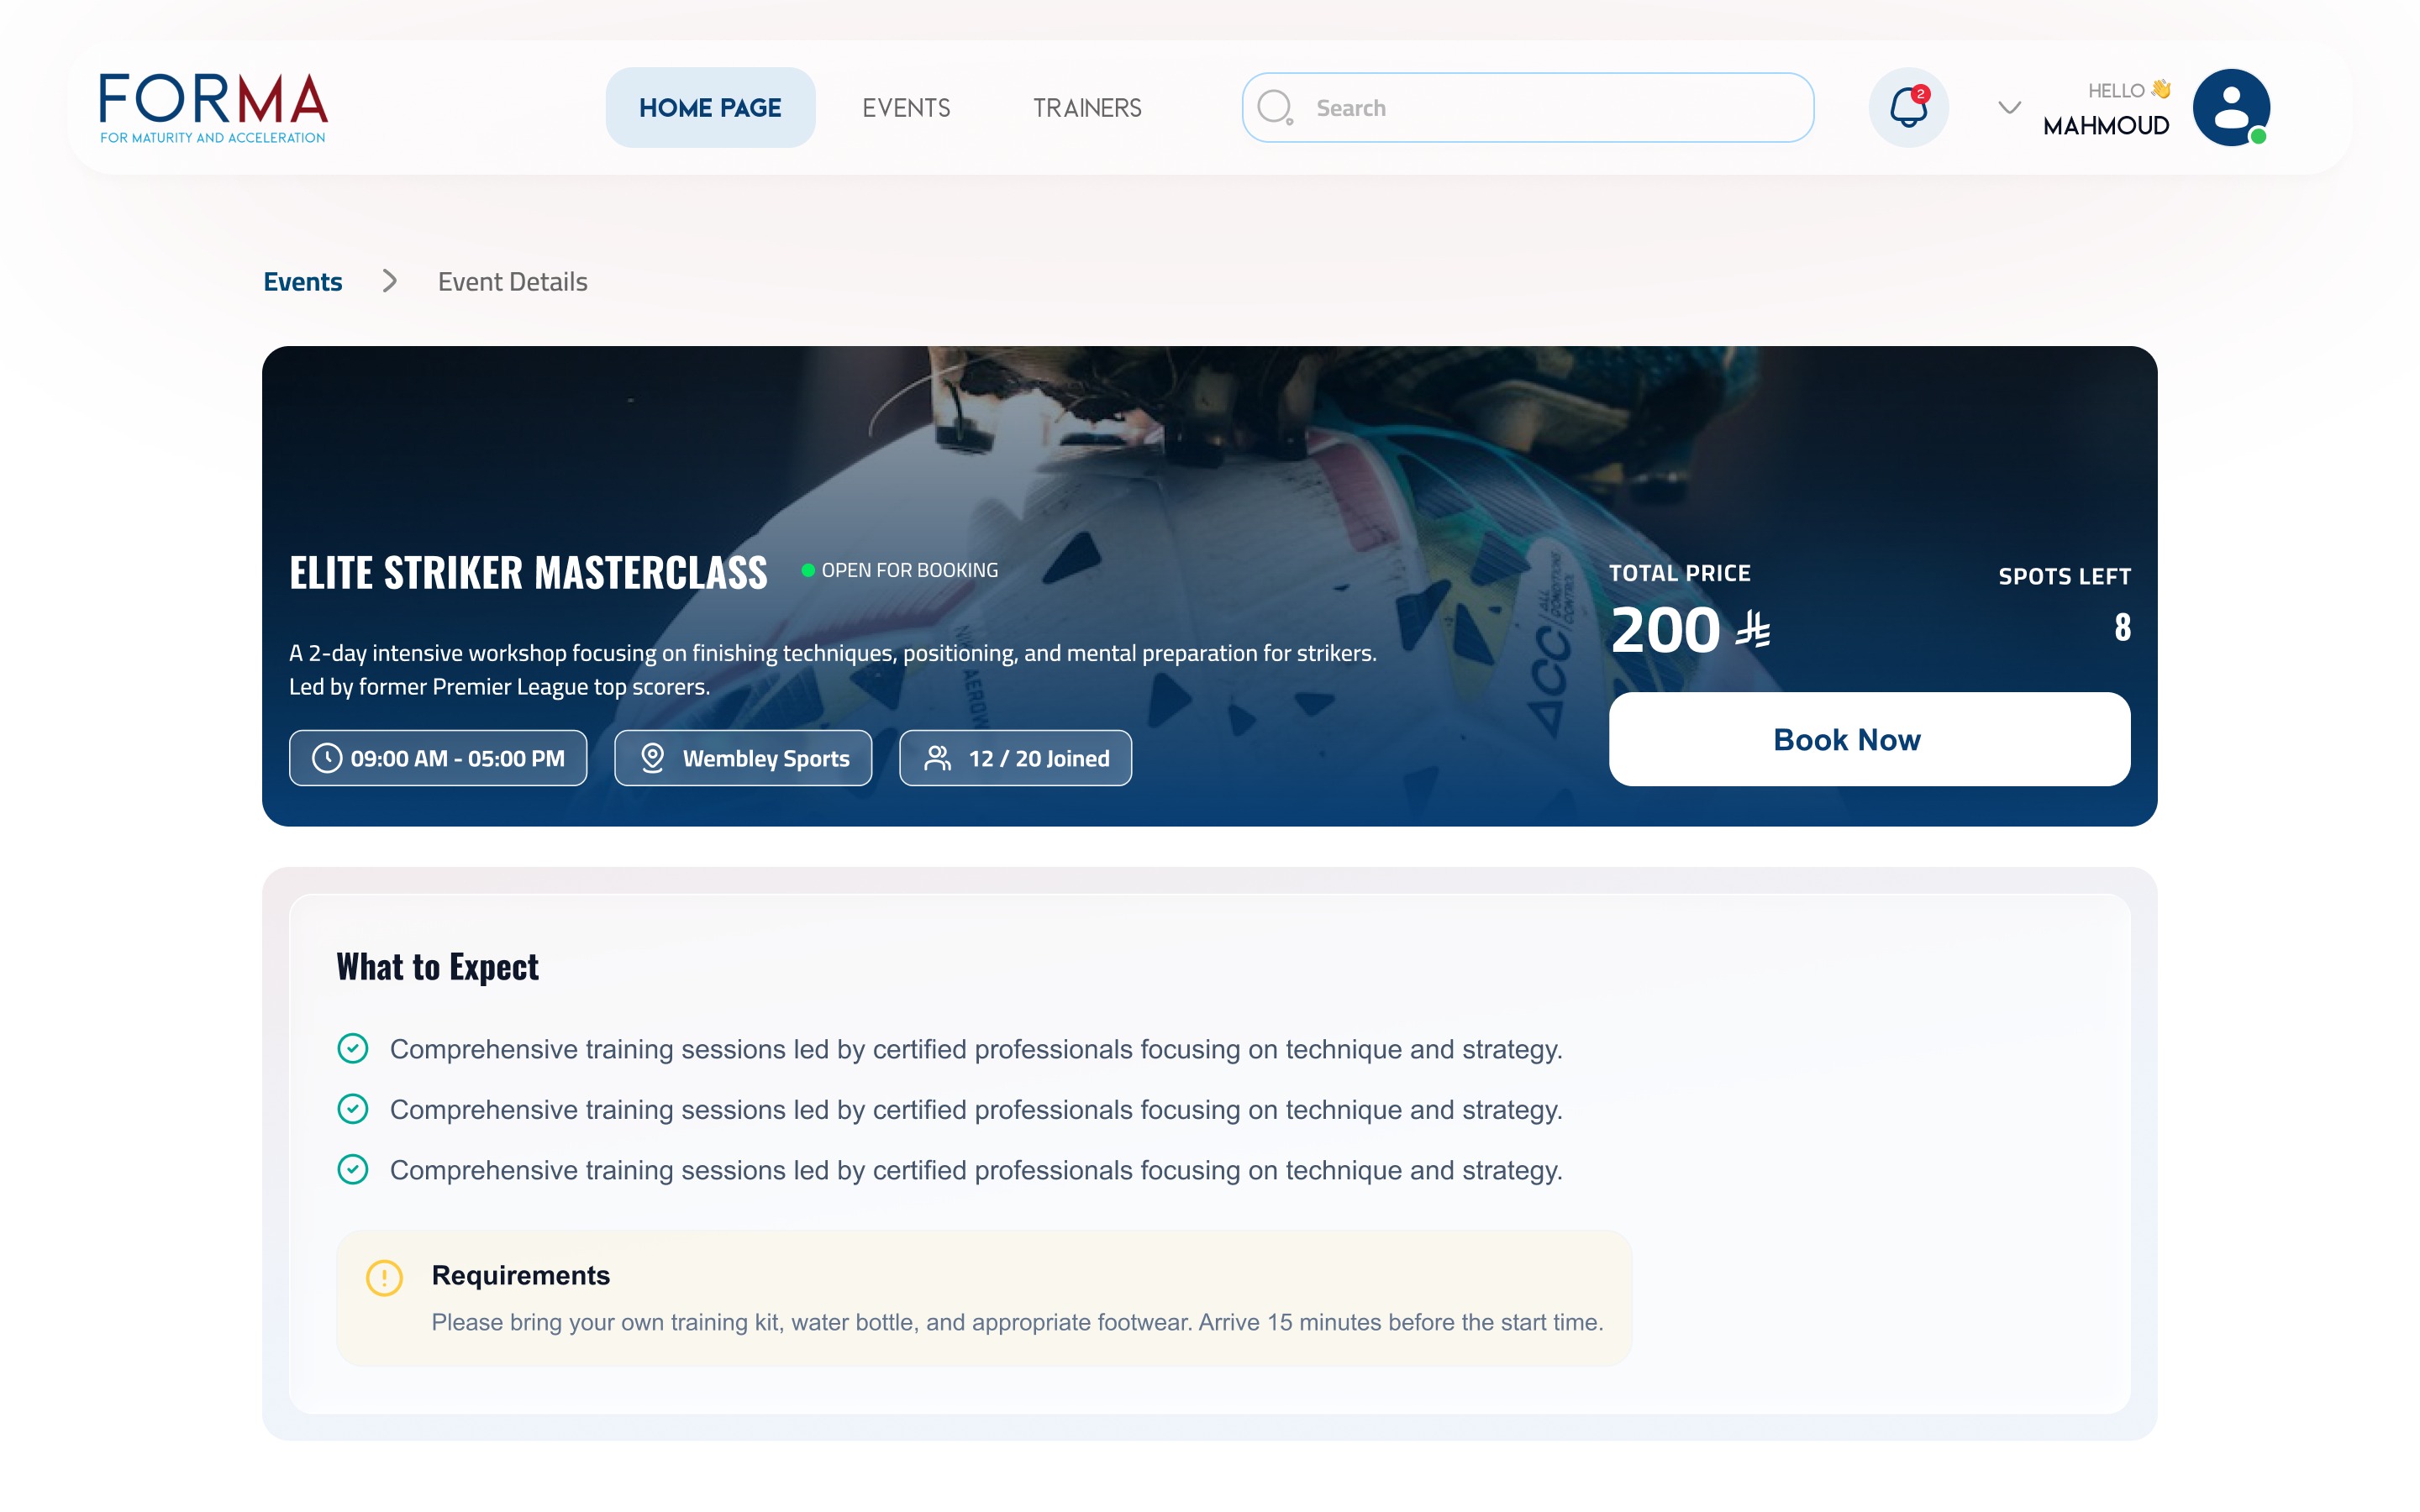 FORMA
FOR MATURITY AND ACCELERATION
HOME PAGE
EVENTS
TRAINERS
Search
2
HELLO 👋
MAHMOUD
Events
Event Details
ELITE STRIKER MASTERCLASS
OPEN FOR BOOKING
A 2-day intensive workshop focusing on finishing techniques, positioning, and mental preparation for strikers.
Led by former Premier League top scorers.
09:00 AM - 05:00 PM
Wembley Sports
12 / 20 Joined
TOTAL PRICE
200
SPOTS LEFT
8
Book Now
ACC
ALL
CONDITIONS
CONTROL
What to Expect
Comprehensive training sessions led by certified professionals focusing on technique and strategy.
Comprehensive training sessions led by certified professionals focusing on technique and strategy.
Comprehensive training sessions led by certified professionals focusing on technique and strategy.
Requirements
Please bring your own training kit, water bottle, and appropriate footwear. Arrive 15 minutes before the start time.